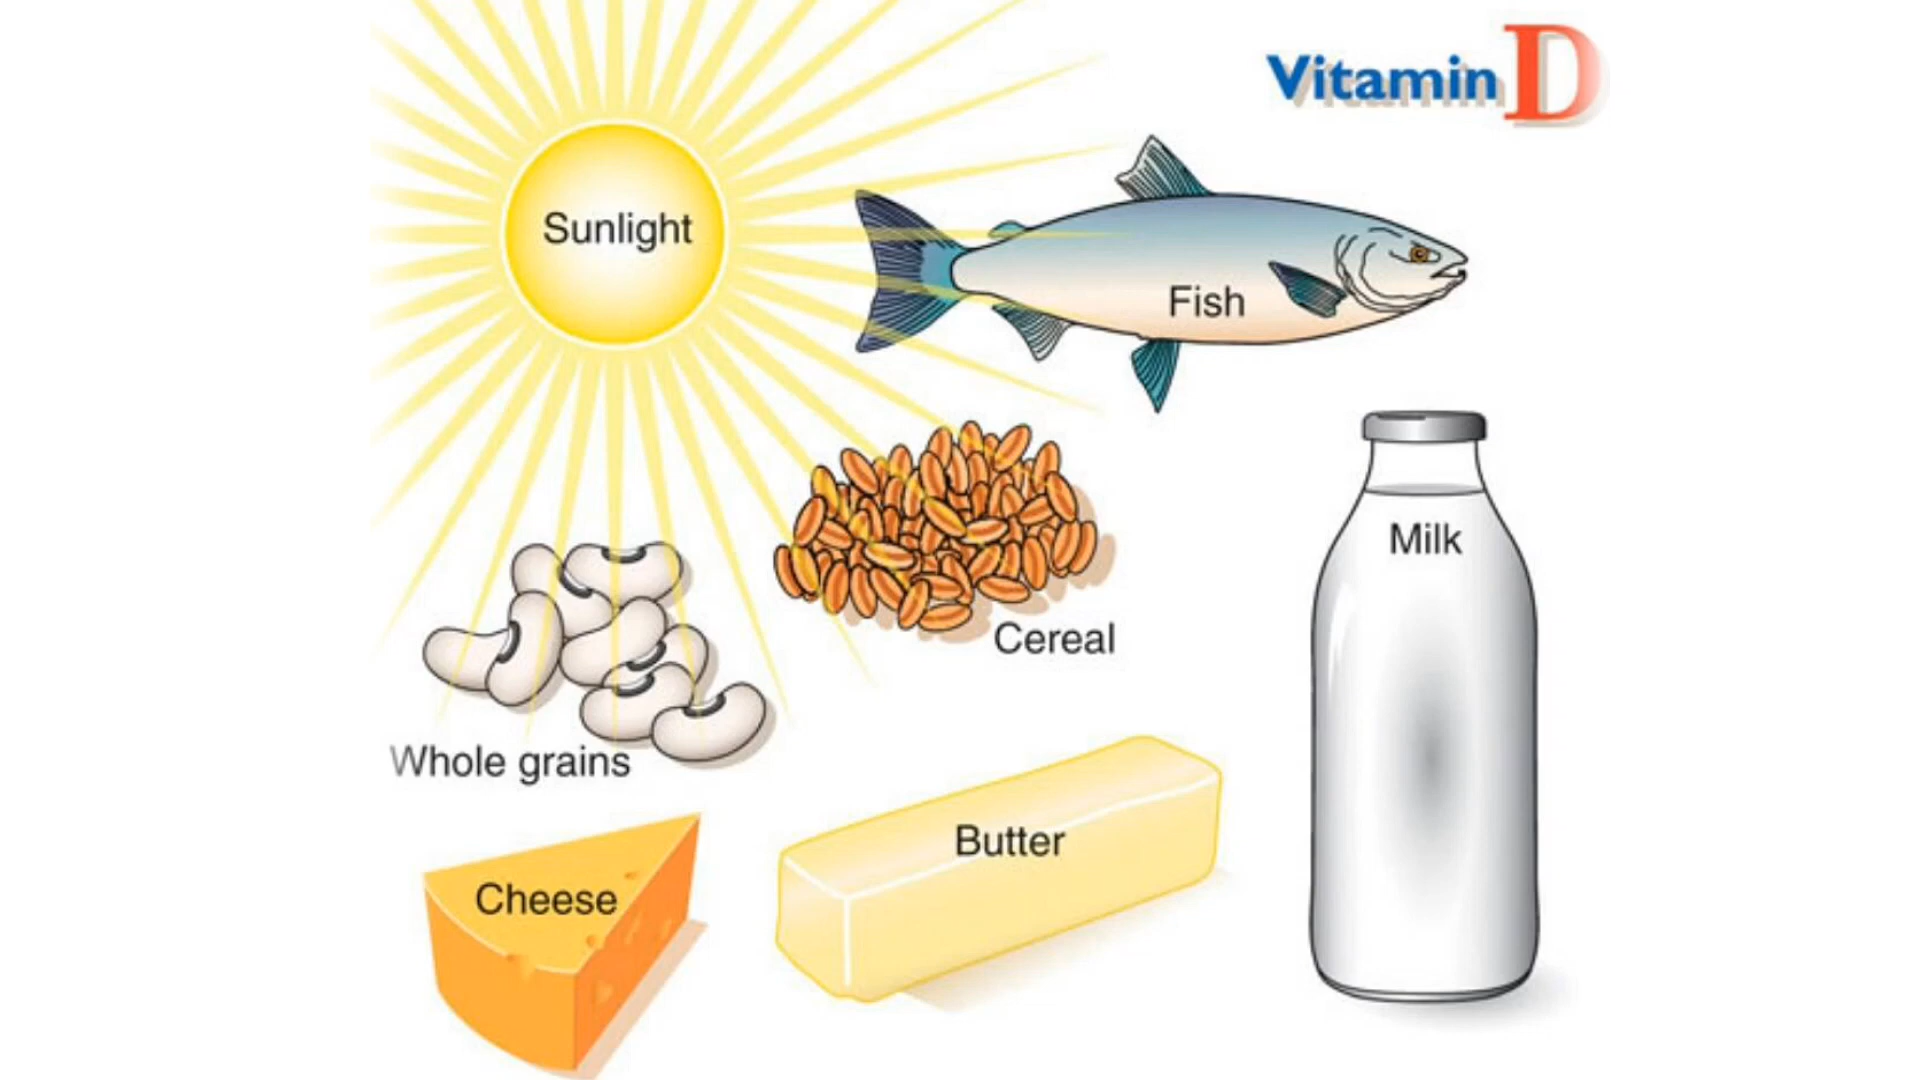 Vitamin D
Sunlight
Fish
Milk
Cereal
Whole grains
Butter
Cheese